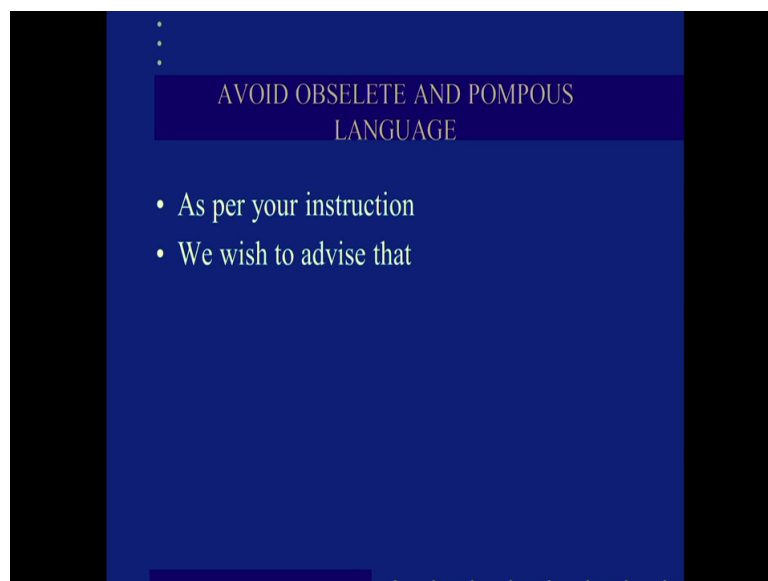 AVOID OBSELETE AND POMPOUS
LANGUAGE
• As per your instruction
• We wish to advise that